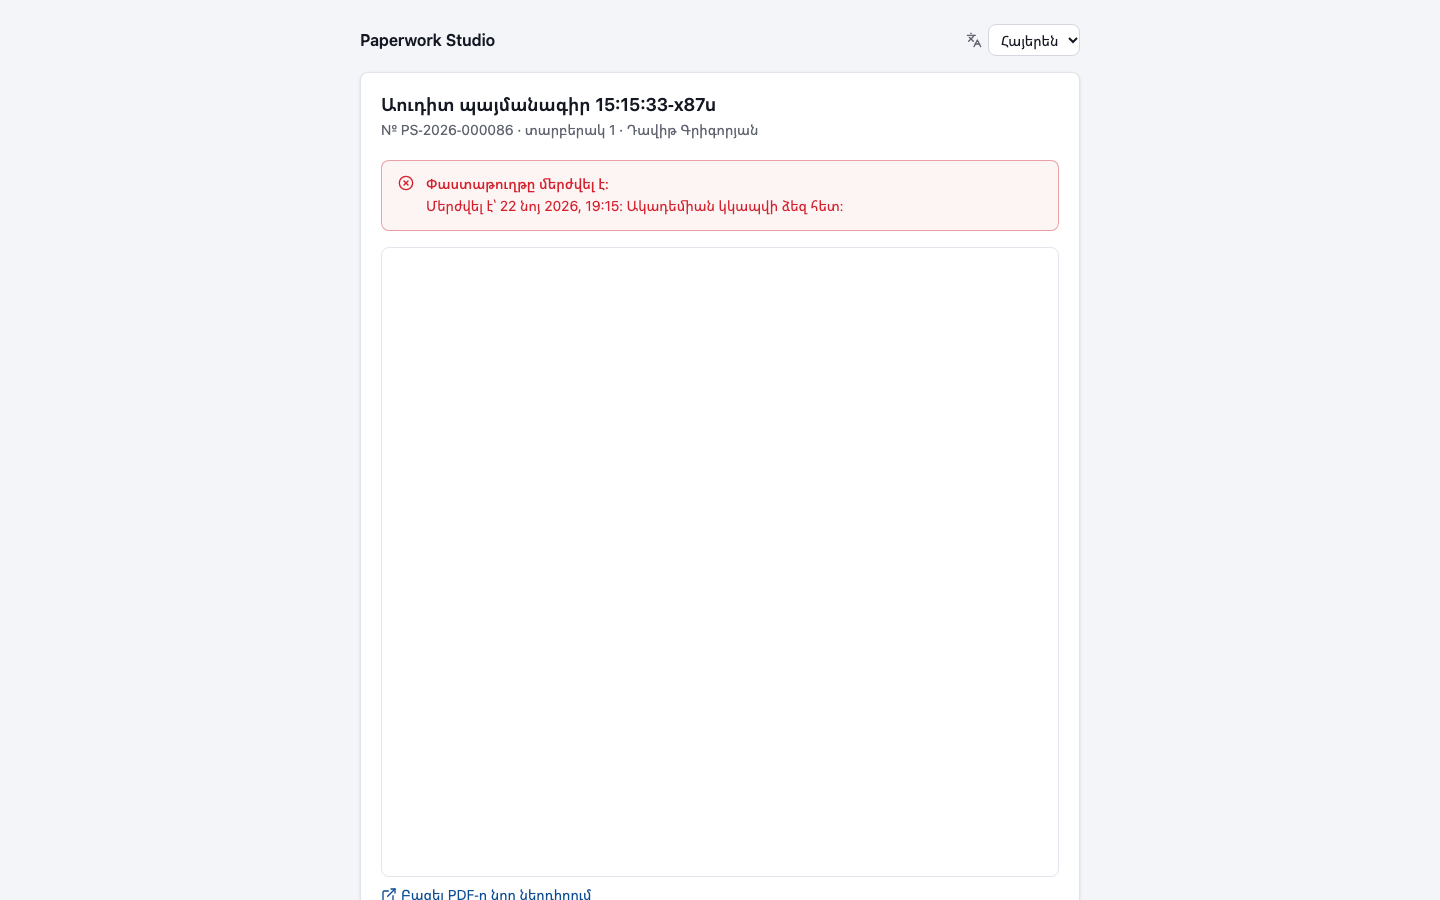 Paperwork Studio
Հայերեն
Աուդիտ պայմանագիր 15:15:33-x87u
№ PS-2026-000086 · տարբերակ 1 · Դավիթ Գրիգորյան
Փաստաթուղթը մերժվել է։
Մերժվել է՝ 22 նոյ 2026, 19:15։ Ակադեմիան կկապվի ձեզ հետ։
Բացել PDF-ը նոր ներդիրում